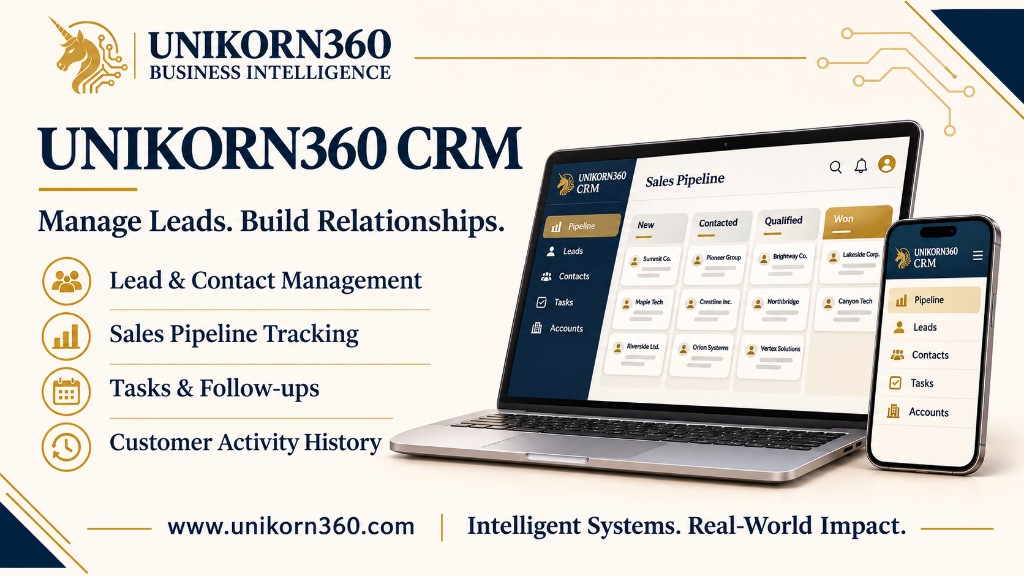 UNIKORN360
BUSINESS INTELLIGENCE
UNIKORN360 CRM
Manage Leads. Build Relationships.
Lead & Contact Management
Sales Pipeline Tracking
Tasks & Follow-ups
Customer Activity History
UNIKORN360
CRM
Sales Pipeline
Pipeline
Leads
Contacts
Tasks
Accounts
New
Contacted
Qualified
Won
Summit Co.
Pioneer Group
Brightway Co.
Lakeside Corp.
Maple Tech
Crestline Inc.
Northbridge
Canyon Tech
Riverside Ltd.
Orion Systems
Vertex Solutions
UNIKORN360
CRM
Pipeline
Leads
Contacts
Tasks
Accounts
www.unikorn360.com
Intelligent Systems. Real-World Impact.